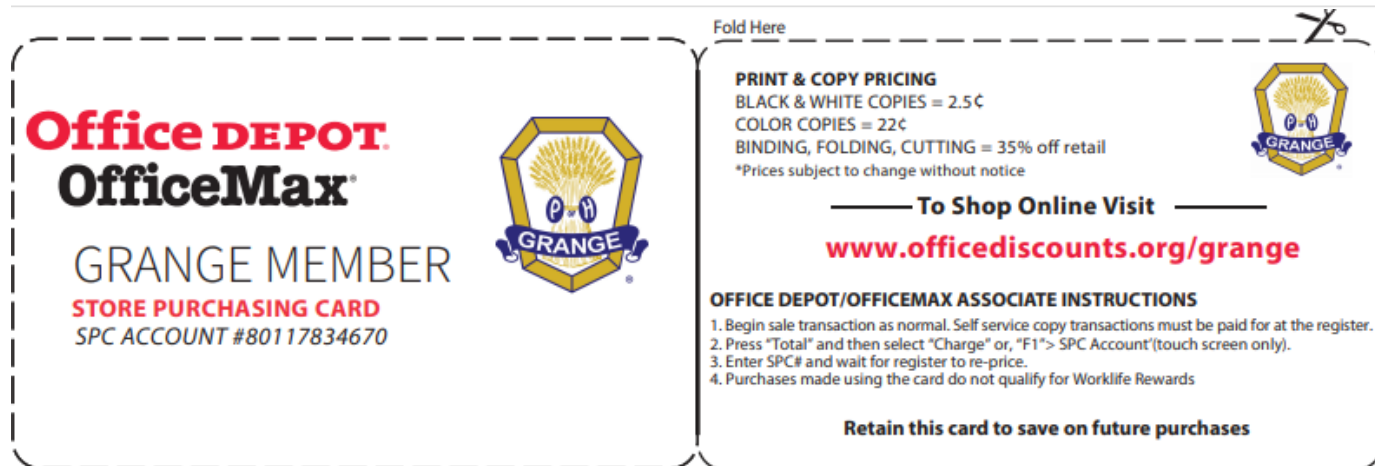 Office DEPOT.
OfficeMax®
P of H
GRANGE
®
GRANGE MEMBER
STORE PURCHASING CARD
SPC ACCOUNT #80117834670
Fold Here
PRINT & COPY PRICING
BLACK & WHITE COPIES = 2.5¢
COLOR COPIES = 22¢
BINDING, FOLDING, CUTTING = 35% off retail
*Prices subject to change without notice
P of H
GRANGE
®
To Shop Online Visit
www.officediscounts.org/grange
OFFICE DEPOT/OFFICEMAX ASSOCIATE INSTRUCTIONS
1. Begin sale transaction as normal. Self service copy transactions must be paid for at the register.
2. Press “Total” and then select “Charge” or, “F1”> SPC Account’(touch screen only).
3. Enter SPC# and wait for register to re-price.
4. Purchases made using the card do not qualify for Worklife Rewards
Retain this card to save on future purchases